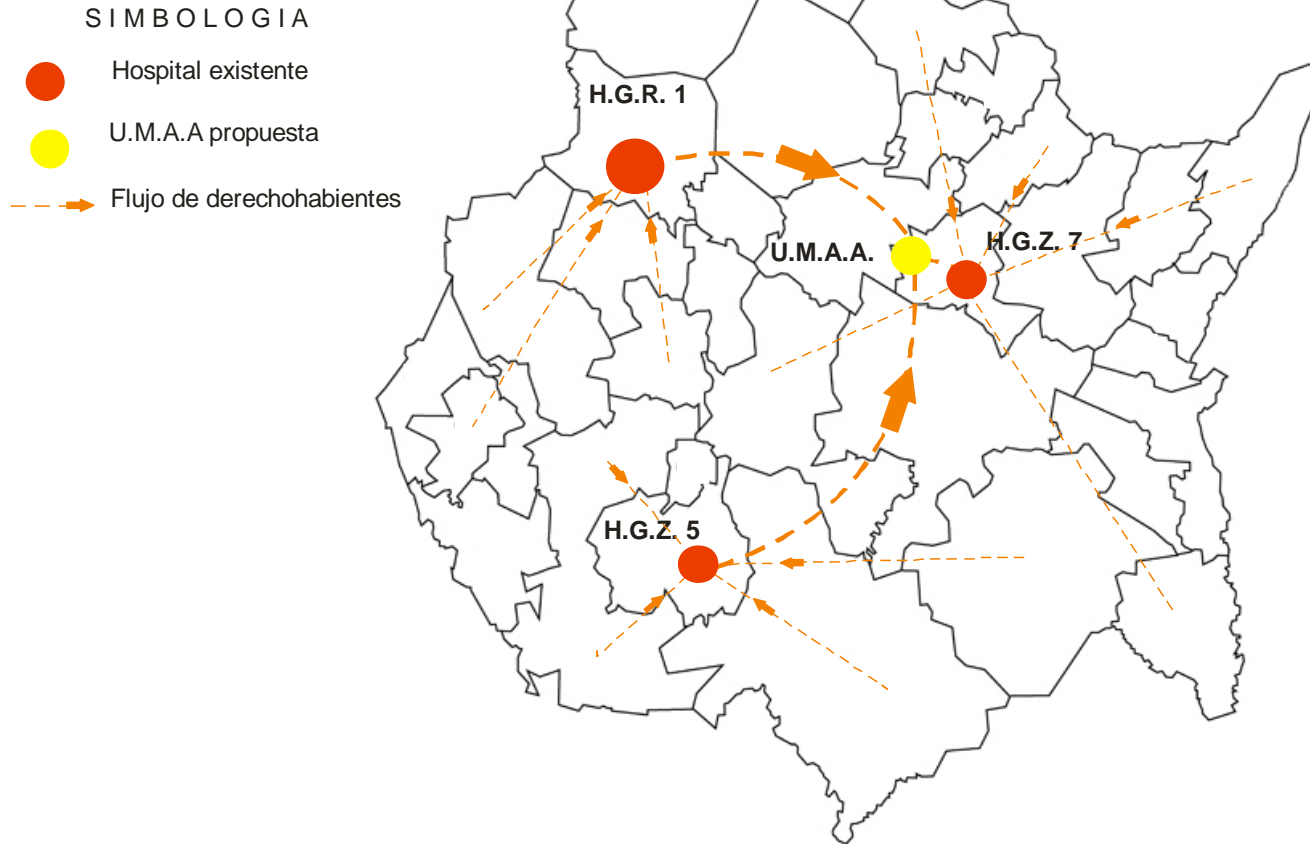 S I M B O L O G I A
Hospital existente
U.M.A.A propuesta
Flujo de derechohabientes
H.G.R. 1
U.M.A.A.
H.G.Z. 7
H.G.Z. 5